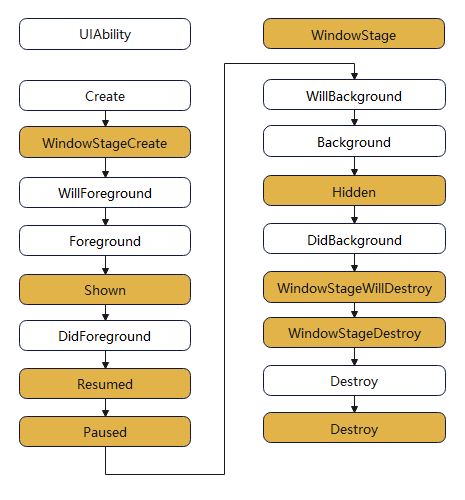 UIAbility
WindowStage
Create
WindowStageCreate
WillForeground
Foreground
Shown
DidForeground
Resumed
Paused
WillBackground
Background
Hidden
DidBackground
WindowStageWillDestroy
WindowStageDestroy
Destroy
Destroy